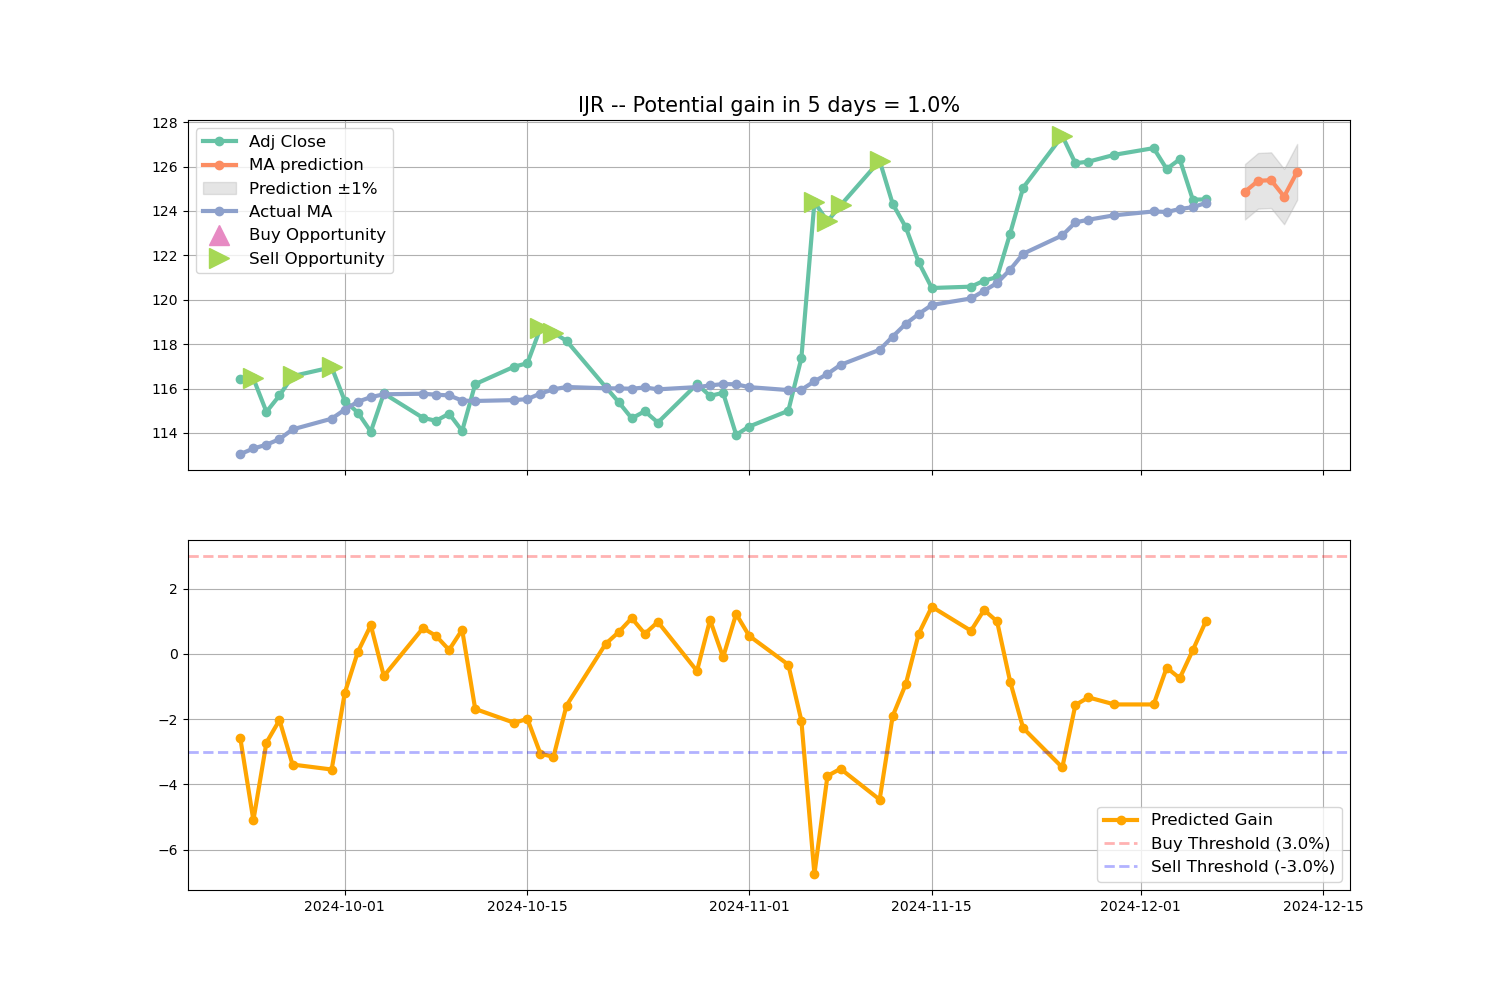 IJR -- Potential gain in 5 days = 1.0%
128
126
124
122
120
118
116
114
Adj Close
MA prediction
Prediction ±1%
Actual MA
Buy Opportunity
Sell Opportunity
2
0
−2
−4
−6
Predicted Gain
Buy Threshold (3.0%)
Sell Threshold (-3.0%)
2024-10-01 2024-10-15 2024-11-01 2024-11-15 2024-12-01 2024-12-15